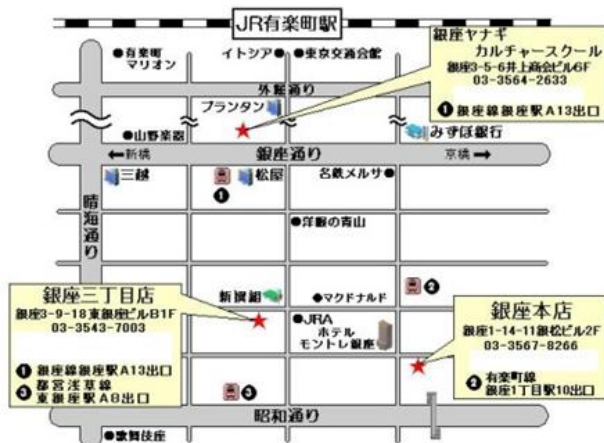 JR有楽町駅
●有楽町
マリオン
イトシア●
●東京交通会館
銀座ヤナギ
カルチャースクール
銀座3-5-6井上商会ビル6F
03-3564-2633
❶銀座線銀座駅A13出口
外堀通り
プランタン
●山野楽器
みずほ銀行
←新橋
銀座通り
京橋→
三越
❶
松屋
名鉄メルサ●
晴海通り
●洋服の青山
❷
銀座三丁目店
銀座3-9-18東銀座ビルB1F
03-3543-7003
❶銀座線銀座駅A13出口
❸都営浅草線
東銀座駅A8出口
新撰組
●マクドナルド
●JRA
ホテル
モントレ銀座
銀座本店
銀座1-14-11銀松ビル2F
03-3567-8266
❷有楽町線
銀座1丁目駅10出口
❸
昭和通り
●歌舞伎座